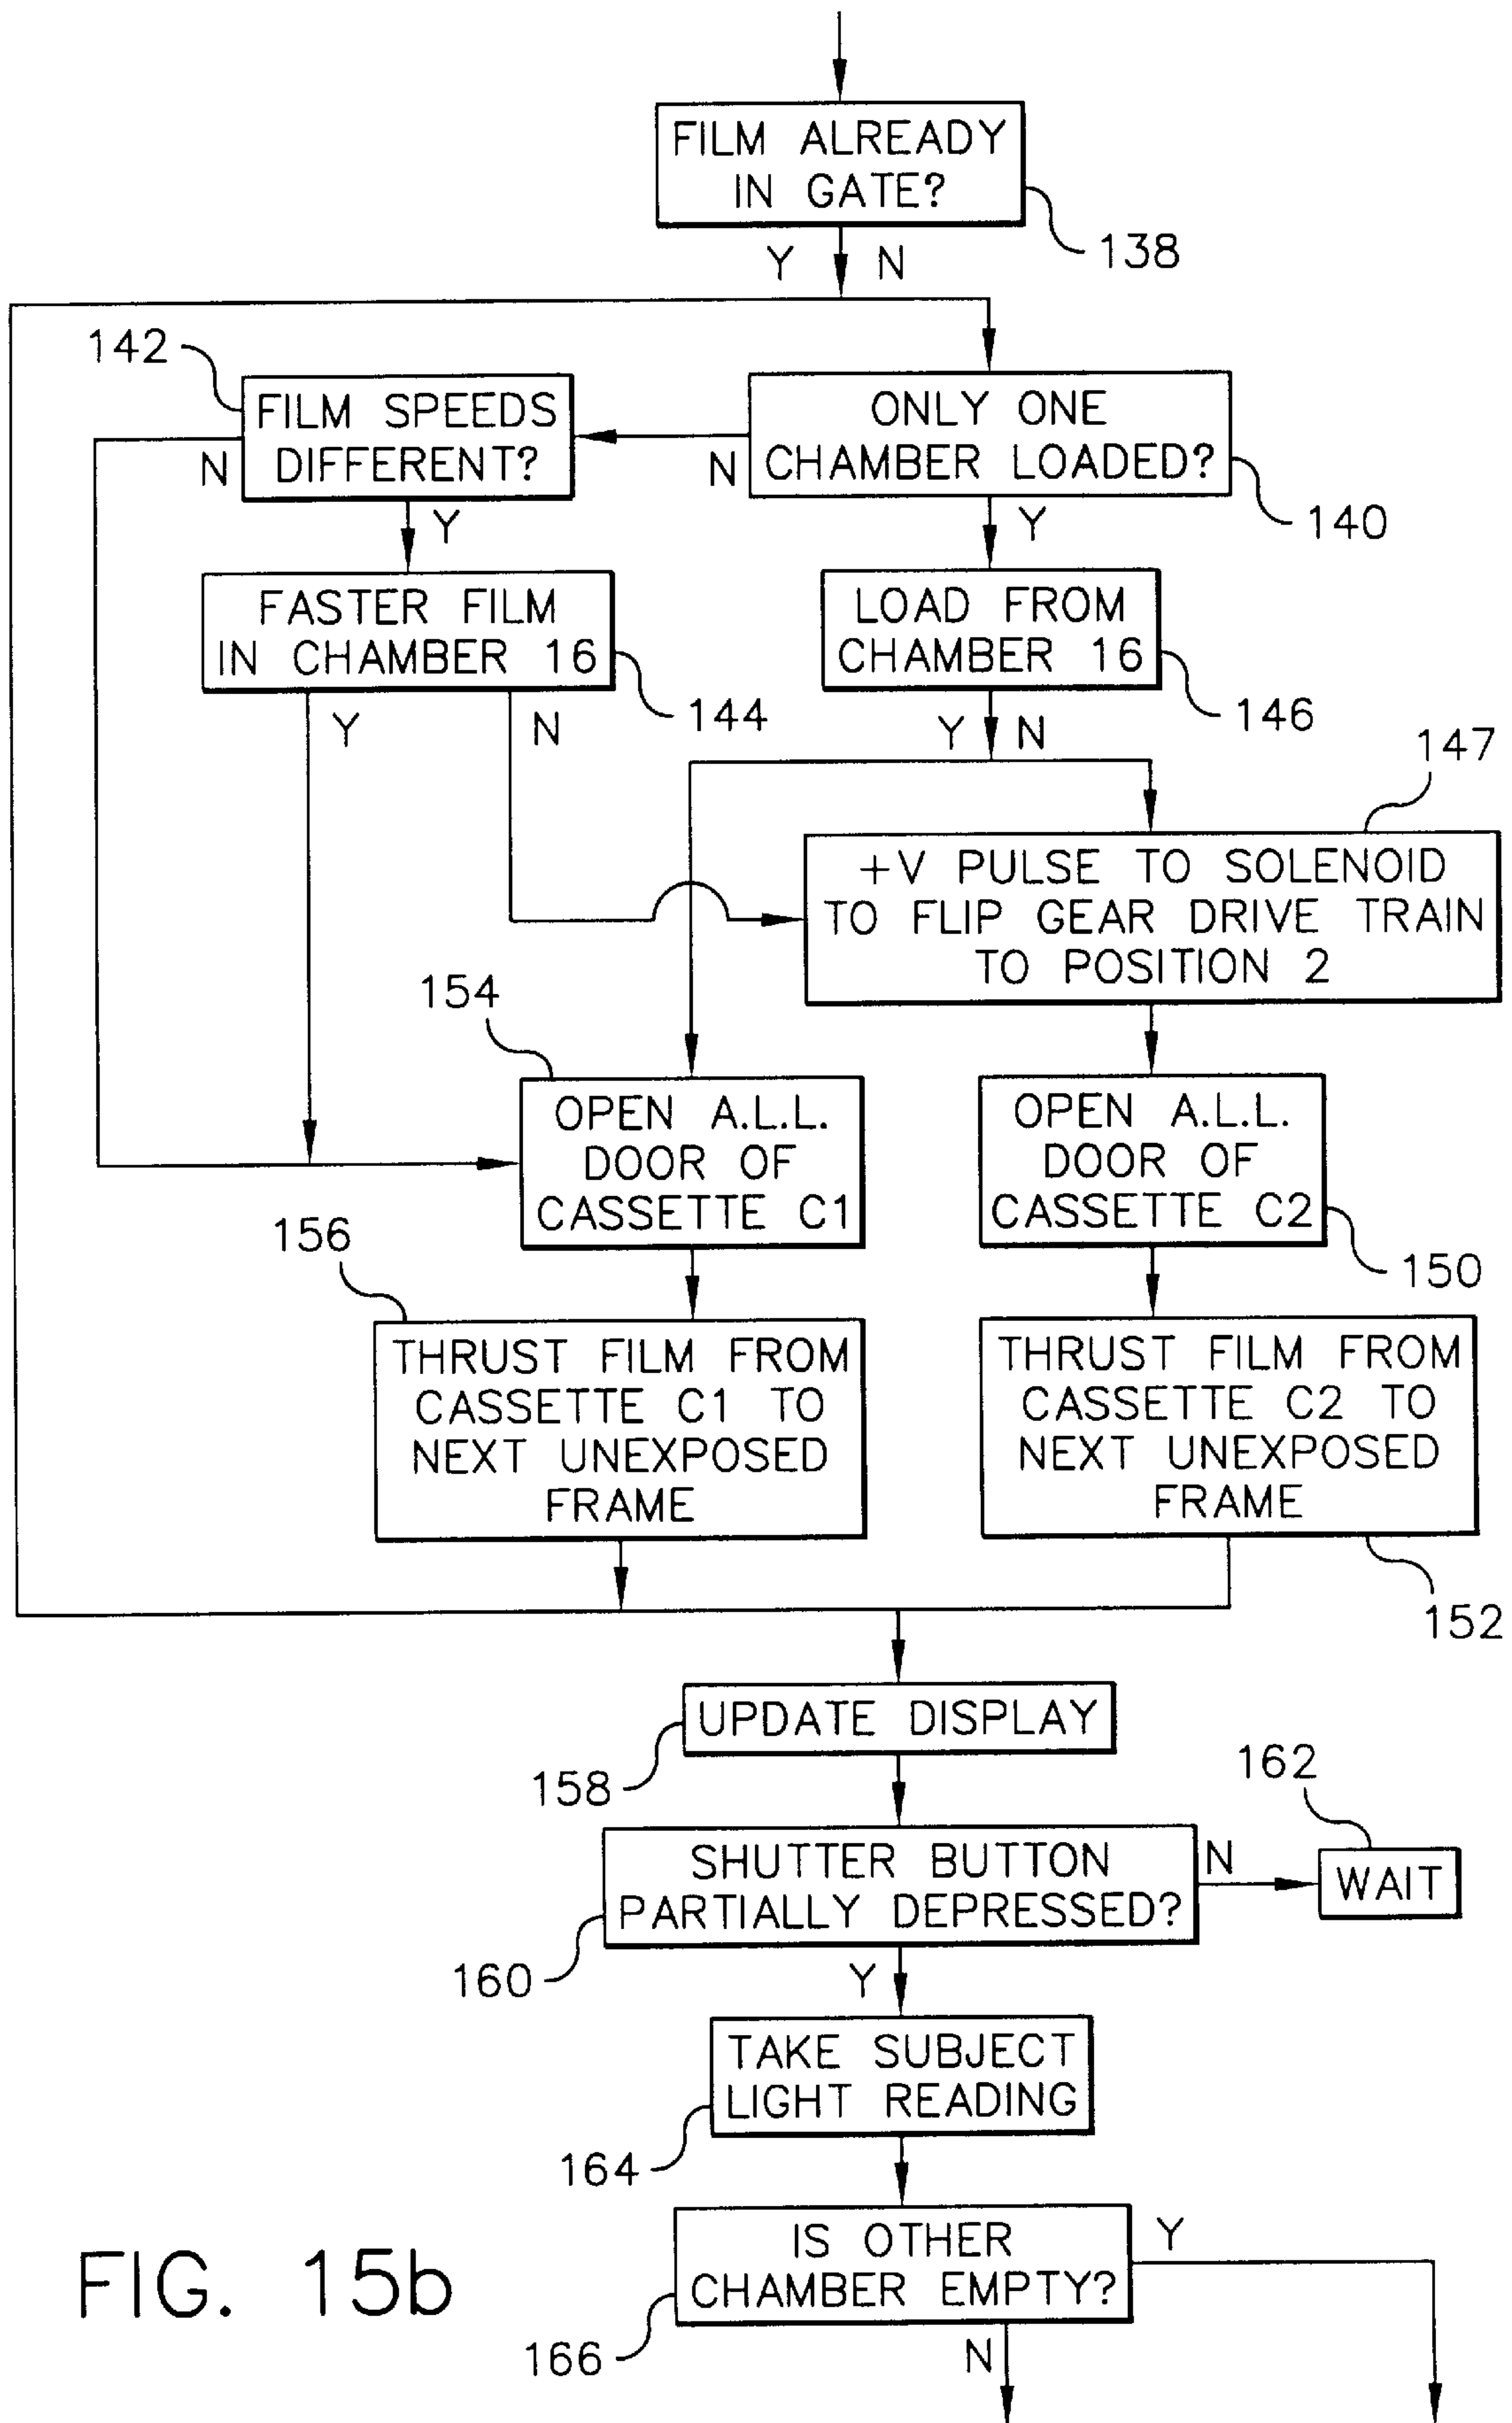 FILM ALREADY
IN GATE?
138
Y N
142
FILM SPEEDS
DIFFERENT?
N
Y
ONLY ONE
CHAMBER LOADED?
N
140
Y
FASTER FILM
IN CHAMBER 16
144
Y
N
LOAD FROM
CHAMBER 16
146
Y N
147
+V PULSE TO SOLENOID
TO FLIP GEAR DRIVE TRAIN
TO POSITION 2
154
OPEN A.L.L.
DOOR OF
CASSETTE C1
OPEN A.L.L.
DOOR OF
CASSETTE C2
150
156
THRUST FILM FROM
CASSETTE C1 TO
NEXT UNEXPOSED
FRAME
THRUST FILM FROM
CASSETTE C2 TO
NEXT UNEXPOSED
FRAME
152
UPDATE DISPLAY
158
SHUTTER BUTTON
PARTIALLY DEPRESSED?
160
N
162
WAIT
Y
TAKE SUBJECT
LIGHT READING
164
IS OTHER
CHAMBER EMPTY?
166
Y
N
FIG. 15b